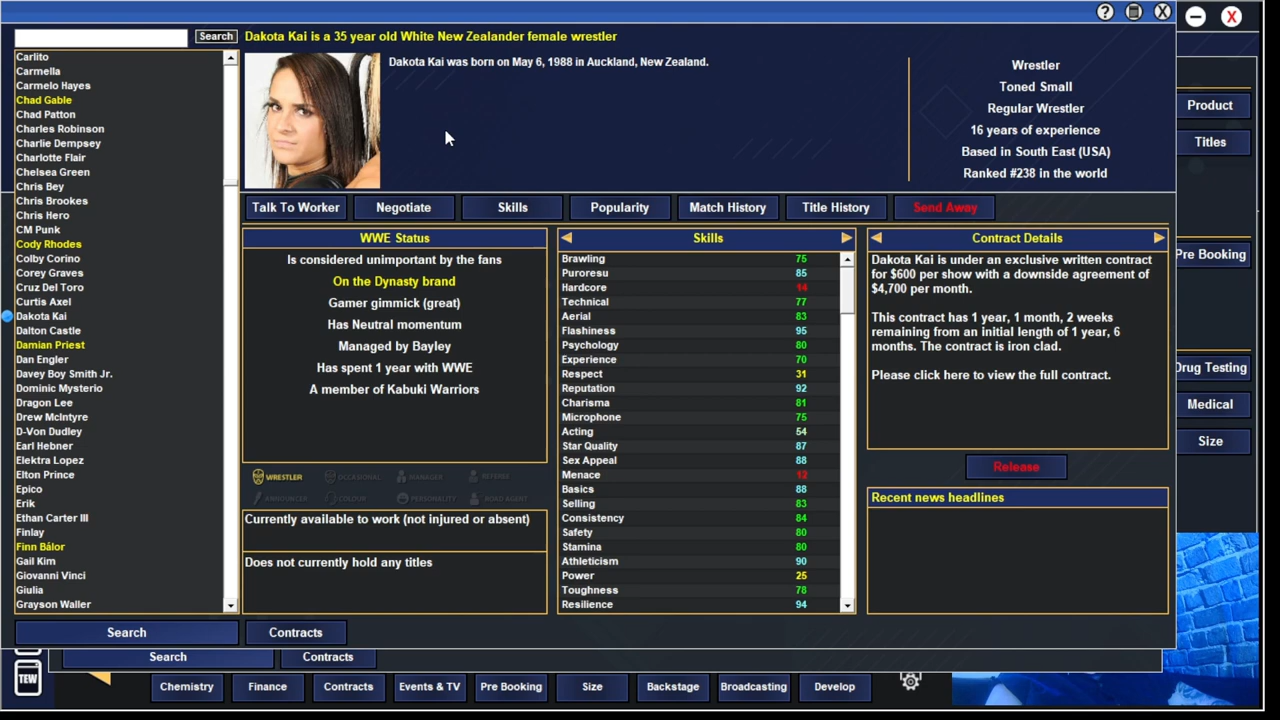 Search
Dakota Kai is a 35 year old White New Zealander female wrestler
Carlito
Carmella
Carmelo Hayes
Chad Gable
Chad Patton
Charles Robinson
Charlie Dempsey
Charlotte Flair
Chelsea Green
Chris Bey
Chris Brookes
Chris Hero
CM Punk
Cody Rhodes
Colby Corino
Corey Graves
Cruz Del Toro
Curtis Axel
Dakota Kai
Dalton Castle
Damian Priest
Dan Engler
Davey Boy Smith Jr.
Dominic Mysterio
Dragon Lee
Drew McIntyre
D-Von Dudley
Earl Hebner
Elektra Lopez
Elton Prince
Epico
Erik
Ethan Carter III
Finlay
Finn Bálor
Gail Kim
Giovanni Vinci
Giulia
Grayson Waller
Dakota Kai was born on May 6, 1988 in Auckland, New Zealand.
Wrestler
Toned Small
Regular Wrestler
16 years of experience
Based in South East (USA)
Ranked #238 in the world
Talk To Worker
Negotiate
Skills
Popularity
Match History
Title History
Send Away
WWE Status
Is considered unimportant by the fans
On the Dynasty brand
Gamer gimmick (great)
Has Neutral momentum
Managed by Bayley
Has spent 1 year with WWE
A member of Kabuki Warriors
WRESTLER
OCCASIONAL
MANAGER
REFEREE
ANNOUNCER
COLOUR
PERSONALITY
ROAD AGENT
Currently available to work (not injured or absent)
Does not currently hold any titles
Skills
Brawling 75
Puroresu 85
Hardcore 14
Technical 77
Aerial 83
Flashiness 95
Psychology 80
Experience 70
Respect 31
Reputation 92
Charisma 81
Microphone 75
Acting 54
Star Quality 87
Sex Appeal 88
Menace 12
Basics 88
Selling 83
Consistency 84
Safety 80
Stamina 80
Athleticism 90
Power 25
Toughness 78
Resilience 94
Contract Details
Dakota Kai is under an exclusive written contract
for $600 per show with a downside agreement of
$4,700 per month.
This contract has 1 year, 1 month, 2 weeks
remaining from an initial length of 1 year, 6
months. The contract is iron clad.
Please click here to view the full contract.
Release
Recent news headlines
Product
Titles
Pre Booking
Drug Testing
Medical
Size
Search
Contracts
Search
Contracts
TEW
Chemistry
Finance
Contracts
Events & TV
Pre Booking
Size
Backstage
Broadcasting
Develop